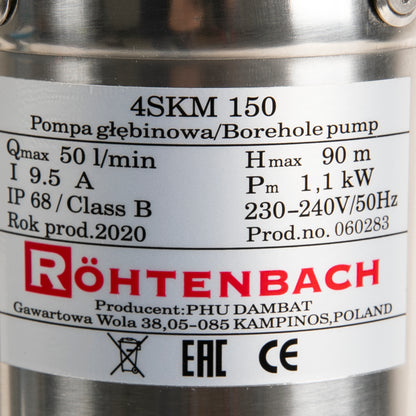 4SKM 150
Pompa głębinowa/Borehole pump
Qmax 50 l/min H max 90 m
I 9.5 A Pm 1,1 kW
IP 68 / Class B 230-240V/50Hz
Rok prod.2020 Prod.no. 060283
RÖHTENBACH
Producent:PHU DAMBAT
Gawartowa Wola 38,05-085 KAMPINOS,POLAND
EAC CE